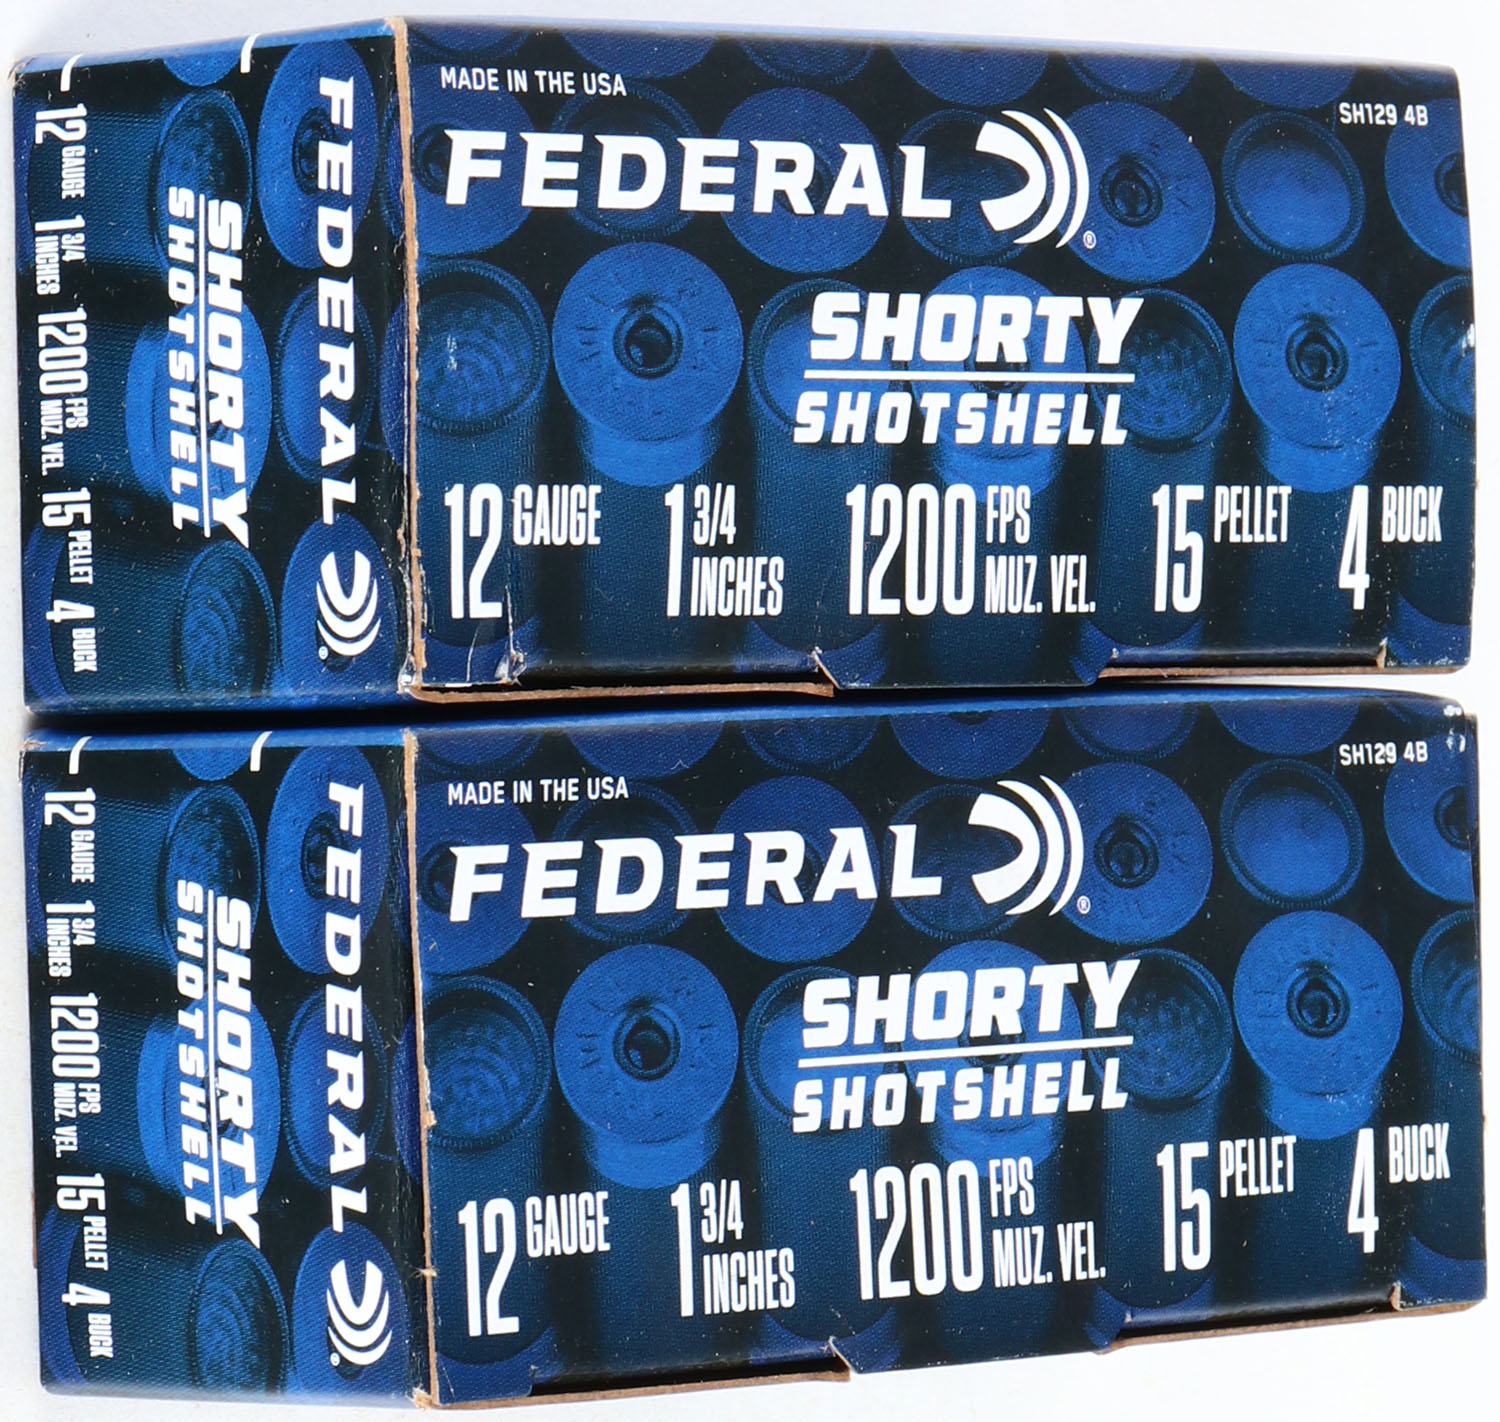 MADE IN THE USA
SH129 4B
FEDERAL
®
SHORTY
SHOTSHELL
12 GAUGE 1 3/4 INCHES 1200 FPS MUZ. VEL. 15 PELLET 4 BUCK
FEDERAL
®
SHORTY
SHOTSHELL
12 GAUGE 1 3/4 INCHES 1200 FPS MUZ. VEL. 15 PELLET 4 BUCK
MADE IN THE USA
SH129 4B
FEDERAL
®
SHORTY
SHOTSHELL
12 GAUGE 1 3/4 INCHES 1200 FPS MUZ. VEL. 15 PELLET 4 BUCK
FEDERAL
®
SHORTY
SHOTSHELL
12 GAUGE 1 3/4 INCHES 1200 FPS MUZ. VEL. 15 PELLET 4 BUCK